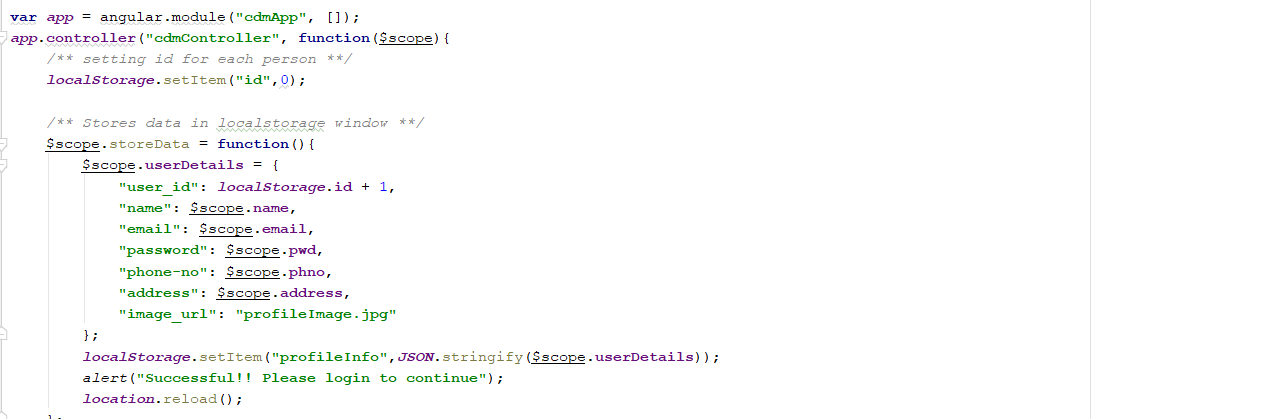 var app = angular.module("cdmApp", []);
app.controller("cdmController", function($scope){
/** setting id for each person **/
localStorage.setItem("id",0);
/** Stores data in localstorage window **/
$scope.storeData = function(){
$scope.userDetails = {
"user_id": localStorage.id + 1,
"name": $scope.name,
"email": $scope.email,
"password": $scope.pwd,
"phone-no": $scope.phno,
"address": $scope.address,
"image_url": "profileImage.jpg"
};
localStorage.setItem("profileInfo",JSON.stringify($scope.userDetails));
alert("Successful!! Please login to continue");
location.reload();